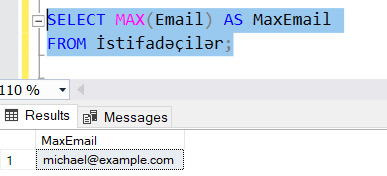 SELECT MAX(Email) AS MaxEmail
FROM İstifadəçilər;
110 %
Results Messages
MaxEmail
1 michael@example.com